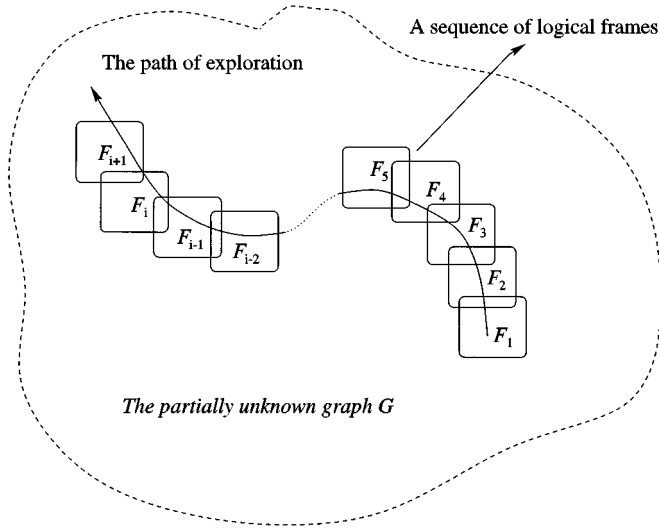 A sequence of logical frames
The path of exploration
F_{i+1}
F_i
F_{i-1}
F_{i-2}
F_5
F_4
F_3
F_2
F_1
The partially unknown graph G